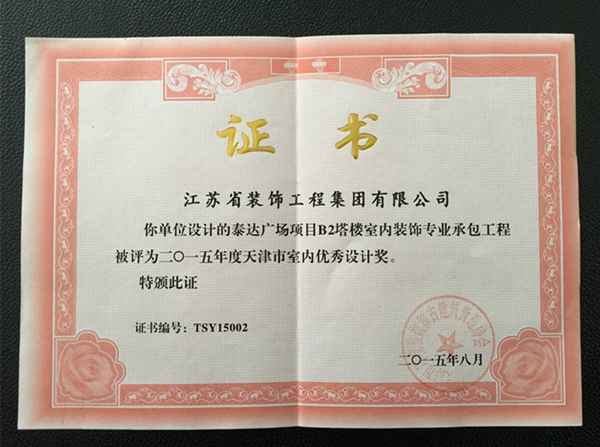 证 书
江苏省装饰工程集团有限公司
你单位设计的泰达广场项目B2塔楼室内装饰专业承包工程
被评为二〇一五年度天津市室内优秀设计奖。
特颁此证
证书编号：TSY15002
二〇一五年八月